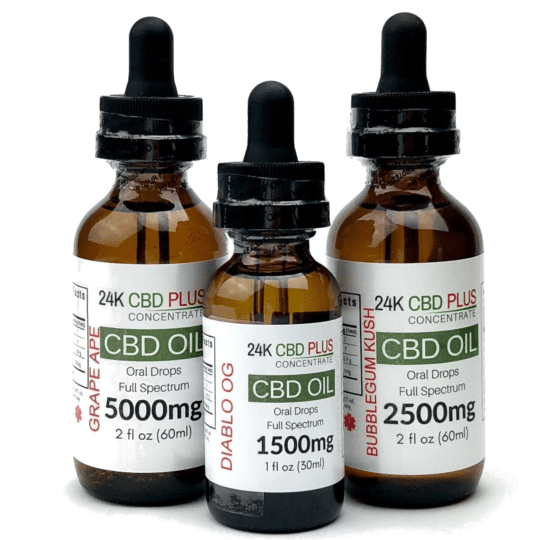 24K CBD PLUS
CONCENTRATE
CBD OIL
Oral Drops
Full Spectrum
5000mg
2 fl oz (60ml)
GRAPE APE
24K CBD PLUS
CONCENTRATE
CBD OIL
Oral Drops
Full Spectrum
1500mg
1 fl oz (30ml)
DIABLO OG
24K CBD PLUS
CONCENTRATE
CBD OIL
Oral Drops
Full Spectrum
2500mg
2 fl oz (60ml)
BUBBLEGUM KUSH